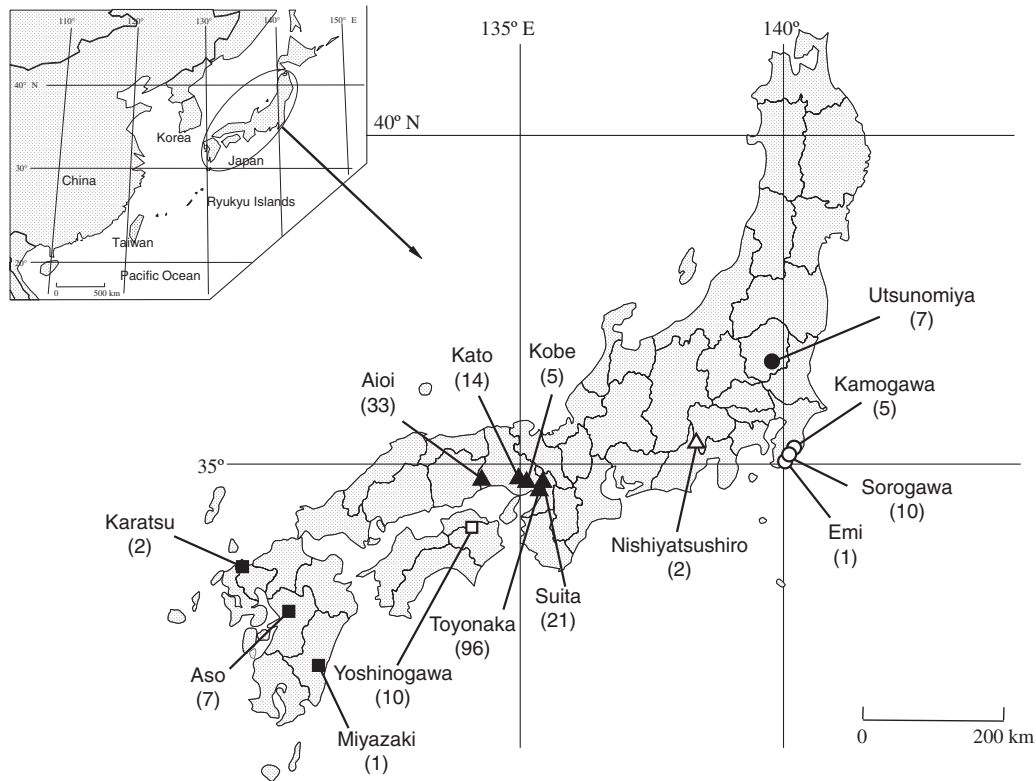 110°
120°
130°
140°
150° E
40° N
30°
20°
Korea
Japan
China
Ryukyu Islands
Taiwan
Pacific Ocean
0 500 km
135° E
140°
40° N
35°
Utsunomiya
(7)
Kamogawa
(5)
Sorogawa
(10)
Emi
(1)
Kobe
(5)
Kato
(14)
Aioi
(33)
Karatsu
(2)
Nishiyatsushiro
(2)
Suita
(21)
Toyonaka
(96)
Yoshinogawa
(10)
Aso
(7)
Miyazaki
(1)
0 200 km